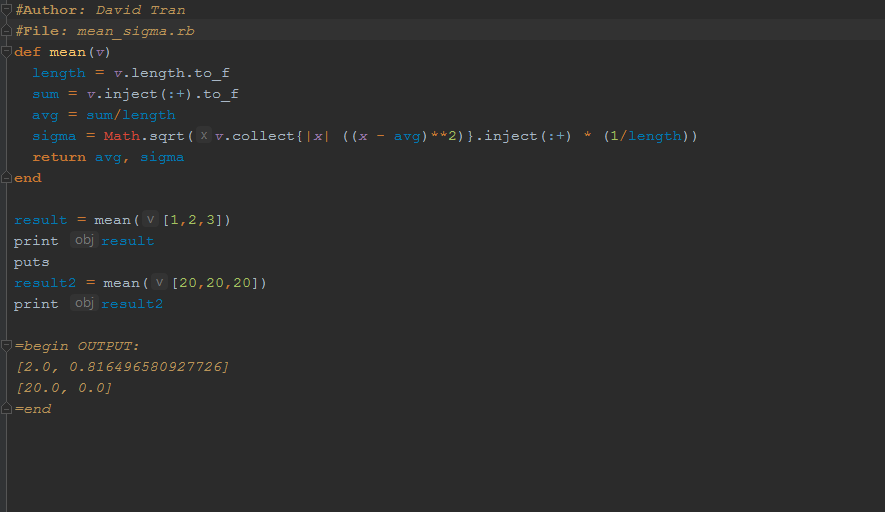 #Author: David Tran
#File: mean_sigma.rb
def mean(v)
  length = v.length.to_f
  sum = v.inject(:+).to_f
  avg = sum/length
  sigma = Math.sqrt( x v.collect{|x| ((x - avg)**2)}.inject(:+) * (1/length))
  return avg, sigma
end

result = mean( v [1,2,3])
print obj result
puts
result2 = mean( v [20,20,20])
print obj result2

=begin OUTPUT:
[2.0, 0.816496580927726]
[20.0, 0.0]
=end